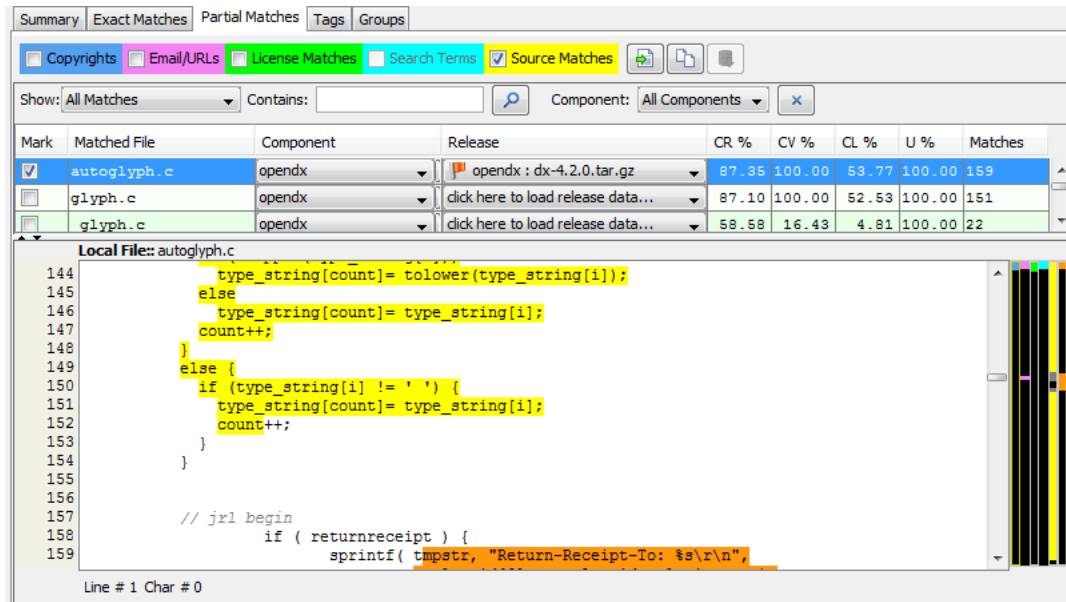 Summary Exact Matches Partial Matches Tags Groups
Copyrights Email/URLs License Matches Search Terms Source Matches
Show: All Matches Contains: Component: All Components
Mark Matched File Component Release CR % CV % CL % U % Matches
autoglyph.c opendx opendx : dx-4.2.0.tar.gz 87.35 100.00 53.77 100.00 159
glyph.c opendx click here to load release data... 87.10 100.00 52.53 100.00 151
glyph.c opendx click here to load release data... 58.58 16.43 4.81 100.00 22
Local File:: autoglyph.c
144 type_string[count]= tolower(type_string[i]);
145 else
146 type_string[count]= type_string[i];
147 count++;
148 }
149 else {
150 if (type_string[i] != ' ') {
151 type_string[count]= type_string[i];
152 count++;
153 }
154 }
155
156
157 // jrl begin
158 if ( returnreceipt ) {
159 sprintf( tmpstr, "Return-Receipt-To: %s\r\n",
Line # 1 Char # 0